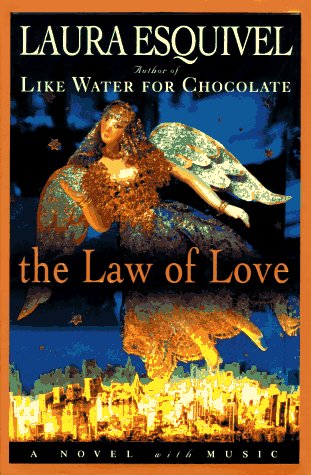 LAURA ESQUIVEL
Author of
LIKE WATER FOR CHOCOLATE
the Law of Love
A NOVEL with MUSIC